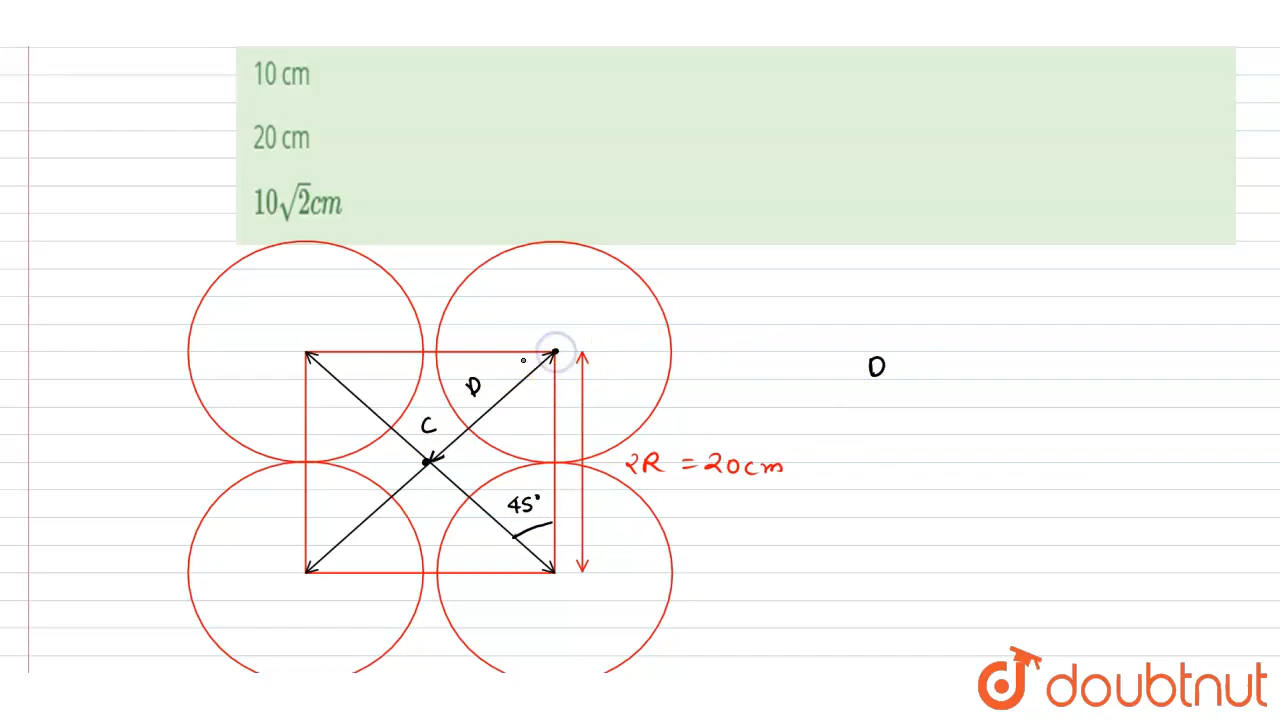 10 cm
20 cm
10√2cm
D
D
C
2R = 20cm
45°
doubtnut